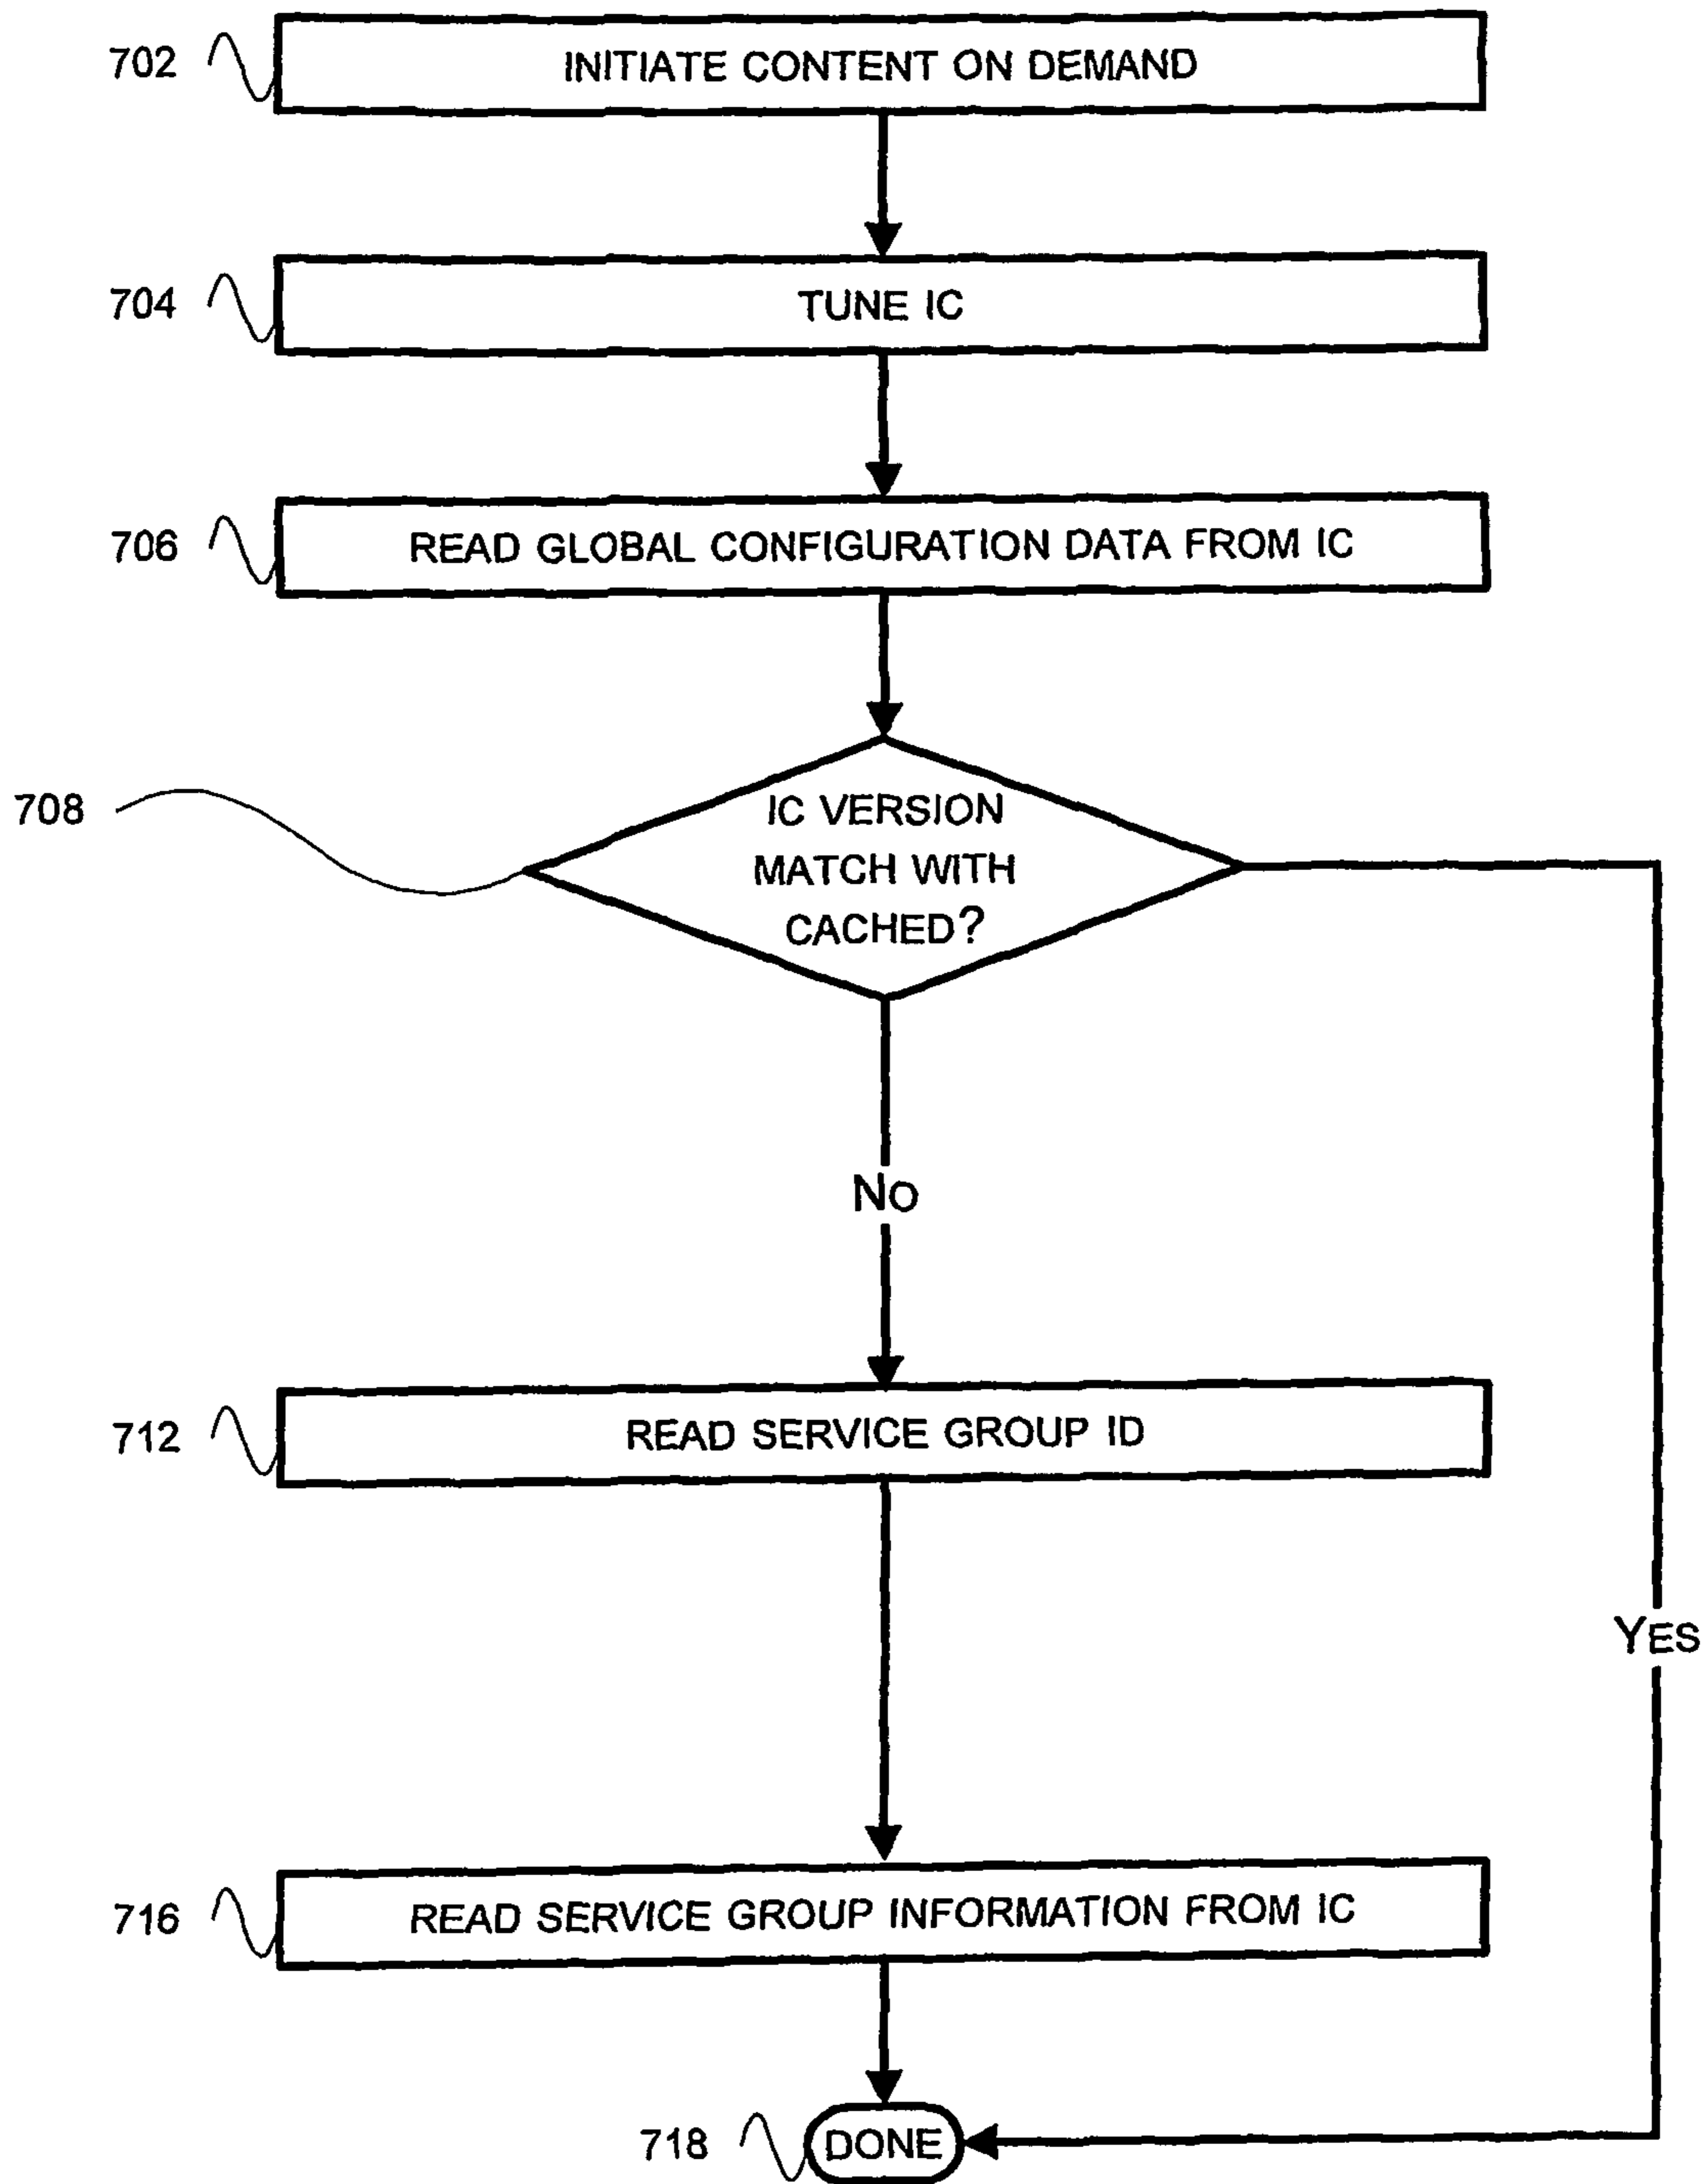 702
INITIATE CONTENT ON DEMAND
704
TUNE IC
706
READ GLOBAL CONFIGURATION DATA FROM IC
708
IC VERSION
MATCH WITH
CACHED?
NO
712
READ SERVICE GROUP ID
YES
716
READ SERVICE GROUP INFORMATION FROM IC
718
DONE